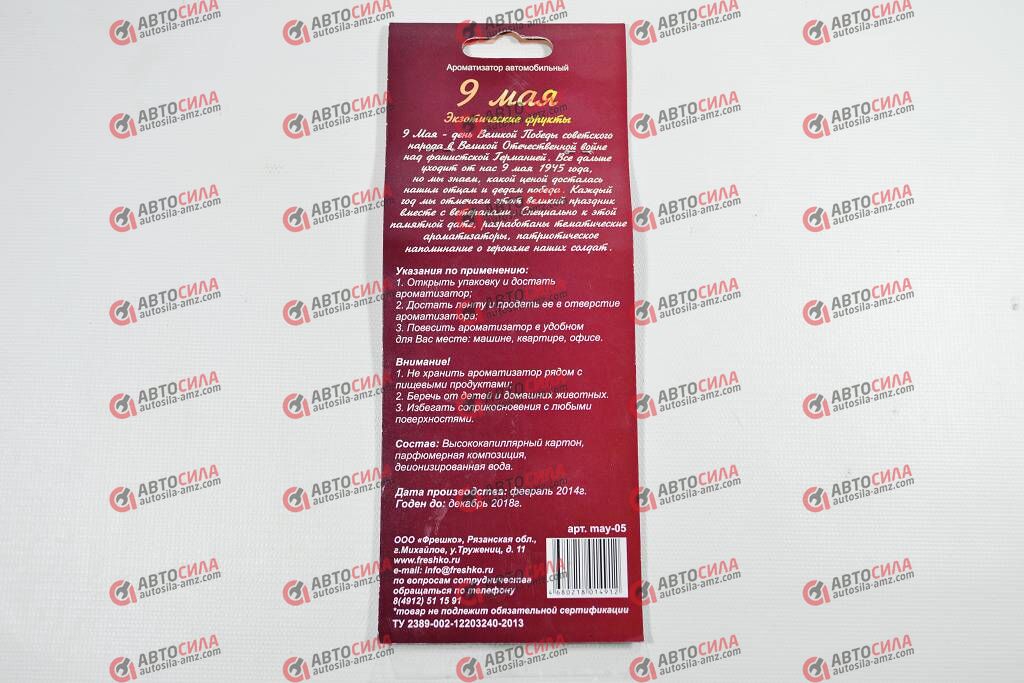 Ароматизатор автомобильный
9 мая
Экзотические фрукты
9 Мая - день Великой Победы советского
народа в Великой Отечественной войне
над фашистской Германией. Все дальше
уходит от нас 9 мая 1945 года,
но мы знаем, какой ценой досталась
нашим отцам и дедам победа. Каждый
год мы отмечаем этот великий праздник
вместе с ветеранами. Специально к этой
памятной дате, разработаны тематические
ароматизаторы, патриотическое
напоминание о героизме наших солдат.
Указания по применению:
1. Открыть упаковку и достать
ароматизатор;
2. Достать ленту и продать ее в отверстие
ароматизатора;
3. Повесить ароматизатор в удобном
для Вас месте: машине, квартире, офисе.
Внимание!
1. Не хранить ароматизатор рядом с
пищевыми продуктами;
2. Беречь от детей и домашних животных.
3. Избегать соприкосновения с любыми
поверхностями.
Состав: Высококапиллярный картон,
парфюмерная композиция,
деионизированная вода.
Дата производства: февраль 2014г.
Годен до: декабрь 2018г.
арт. may-05
ООО «Фрешко», Рязанская обл.,
г.Михайлов, у.Тружениц, д. 11
www.freshko.ru
e-mail: info@freshko.ru
по вопросам сотрудничества
обращаться по телефону
8(4912) 51 15 91
*товар не подлежит обязательной сертификации
ТУ 2389-002-12203240-2013
4 680218 014912
АВТОСИЛА
autosila-amz.com